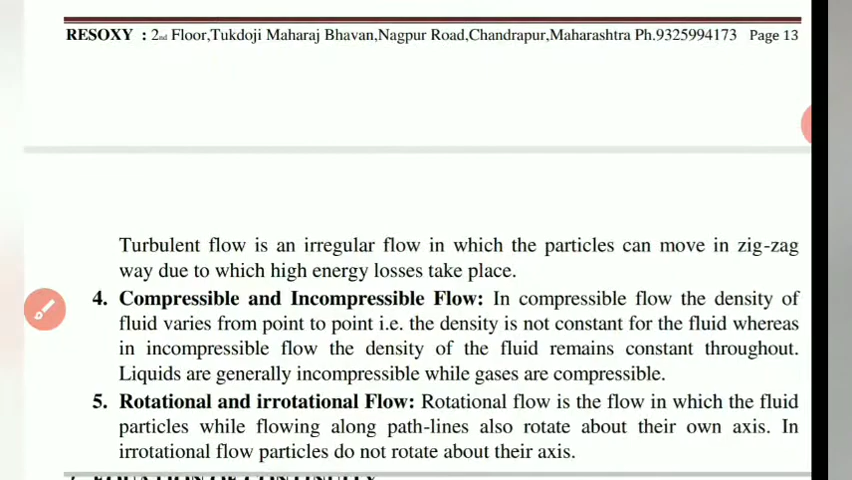 RESOXY : 2nd Floor,Tukdoji Maharaj Bhavan,Nagpur Road,Chandrapur,Maharashtra Ph.9325994173 Page 13
Turbulent flow is an irregular flow in which the particles can move in zig-zag
way due to which high energy losses take place.
4. Compressible and Incompressible Flow: In compressible flow the density of
fluid varies from point to point i.e. the density is not constant for the fluid whereas
in incompressible flow the density of the fluid remains constant throughout.
Liquids are generally incompressible while gases are compressible.
5. Rotational and irrotational Flow: Rotational flow is the flow in which the fluid
particles while flowing along path-lines also rotate about their own axis. In
irrotational flow particles do not rotate about their axis.
EQUATION OF CONTINUITY